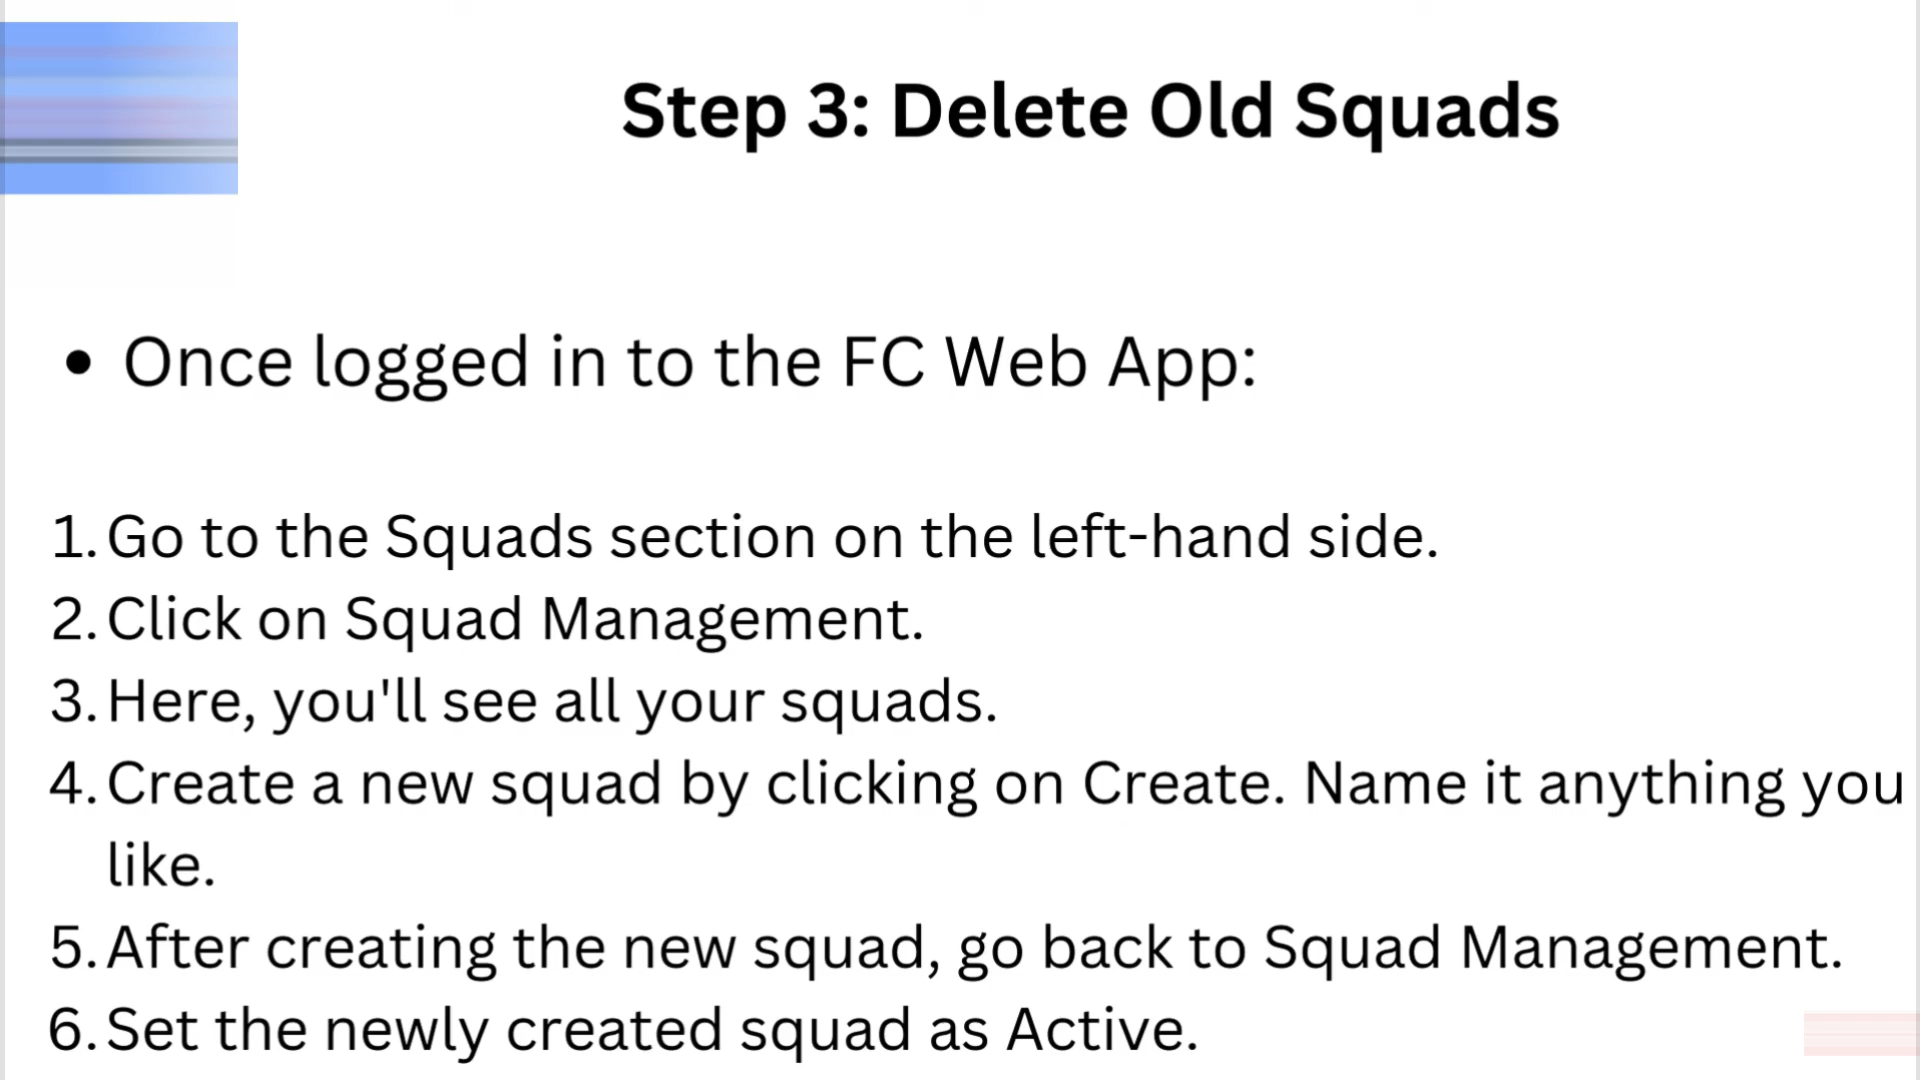 Step 3: Delete Old Squads
• Once logged in to the FC Web App:
1. Go to the Squads section on the left-hand side.
2. Click on Squad Management.
3. Here, you'll see all your squads.
4. Create a new squad by clicking on Create. Name it anything you
like.
5. After creating the new squad, go back to Squad Management.
6. Set the newly created squad as Active.